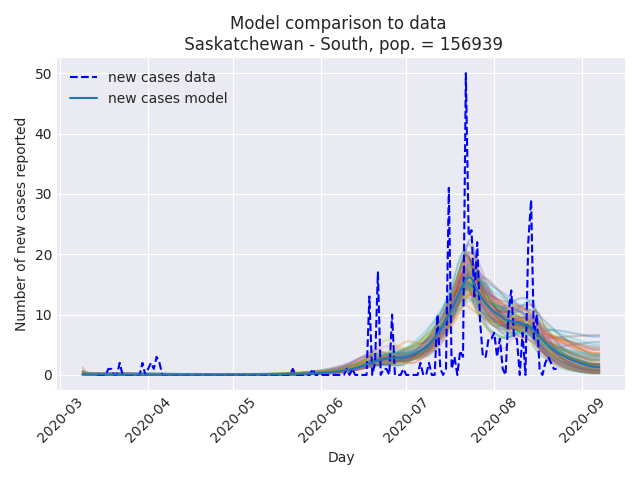 Model comparison to data
Saskatchewan - South, pop. = 156939
new cases data
new cases model
Number of new cases reported
50
40
30
20
10
0
2020-03
2020-04
2020-05
2020-06
2020-07
2020-08
2020-09
Day